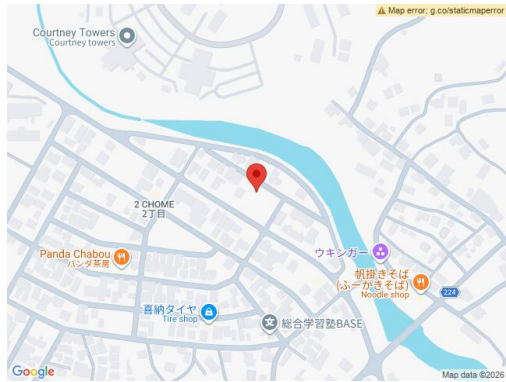 Map error: g.co/staticmaperror
Courtney Towers
Courtney towers
2 CHOME
2丁目
Panda Chabou
パンダ茶房
ウキンガー
帆掛きそば
(ふーかきそば)
Noodle shop
224
喜納タイヤ
Tire shop
総合学習塾BASE
Google
Map data ©2026